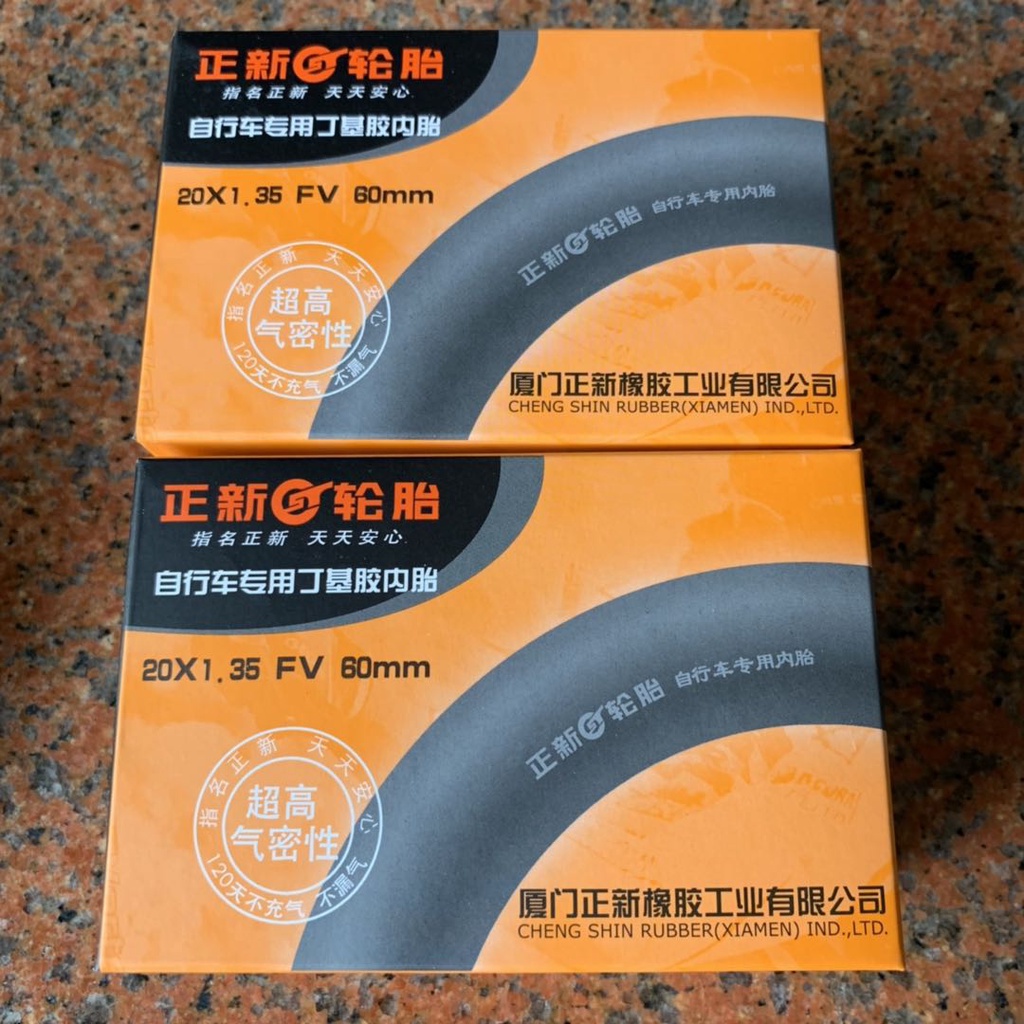 正新轮胎
指名正新 天天安心
自行车专用丁基胶内胎
20X1.35 FV 60mm
正新轮胎 自行车专用内胎
指名正新 天天安心
超高
气密性
120天不充气 不漏气
厦门正新橡胶工业有限公司
CHENG SHIN RUBBER(XIAMEN) IND.,LTD.
正新轮胎
指名正新 天天安心
自行车专用丁基胶内胎
20X1.35 FV 60mm
正新轮胎 自行车专用内胎
指名正新 天天安心
超高
气密性
120天不充气 不漏气
厦门正新橡胶工业有限公司
CHENG SHIN RUBBER(XIAMEN) IND.,LTD.